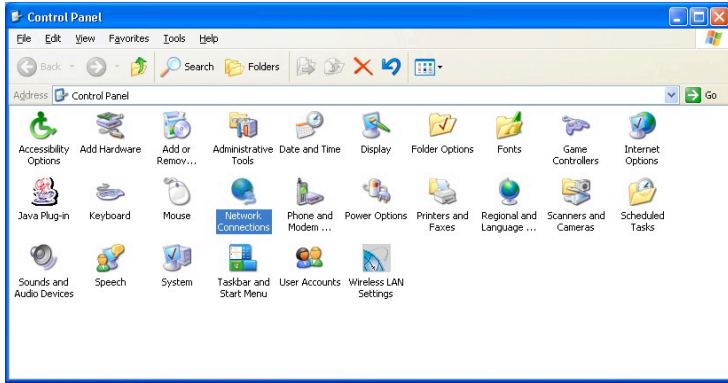 Control Panel
File Edit View Favorites Tools Help
Back Search Folders
Address Control Panel Go
Accessibility Options
Add Hardware
Add or Remov...
Administrative Tools
Date and Time
Display
Folder Options
Fonts
Game Controllers
Internet Options
Java Plug-in
Keyboard
Mouse
Network Connections
Phone and Modem ...
Power Options
Printers and Faxes
Regional and Language ...
Scanners and Cameras
Scheduled Tasks
Sounds and Audio Devices
Speech
System
Taskbar and Start Menu
User Accounts
Wireless LAN Settings